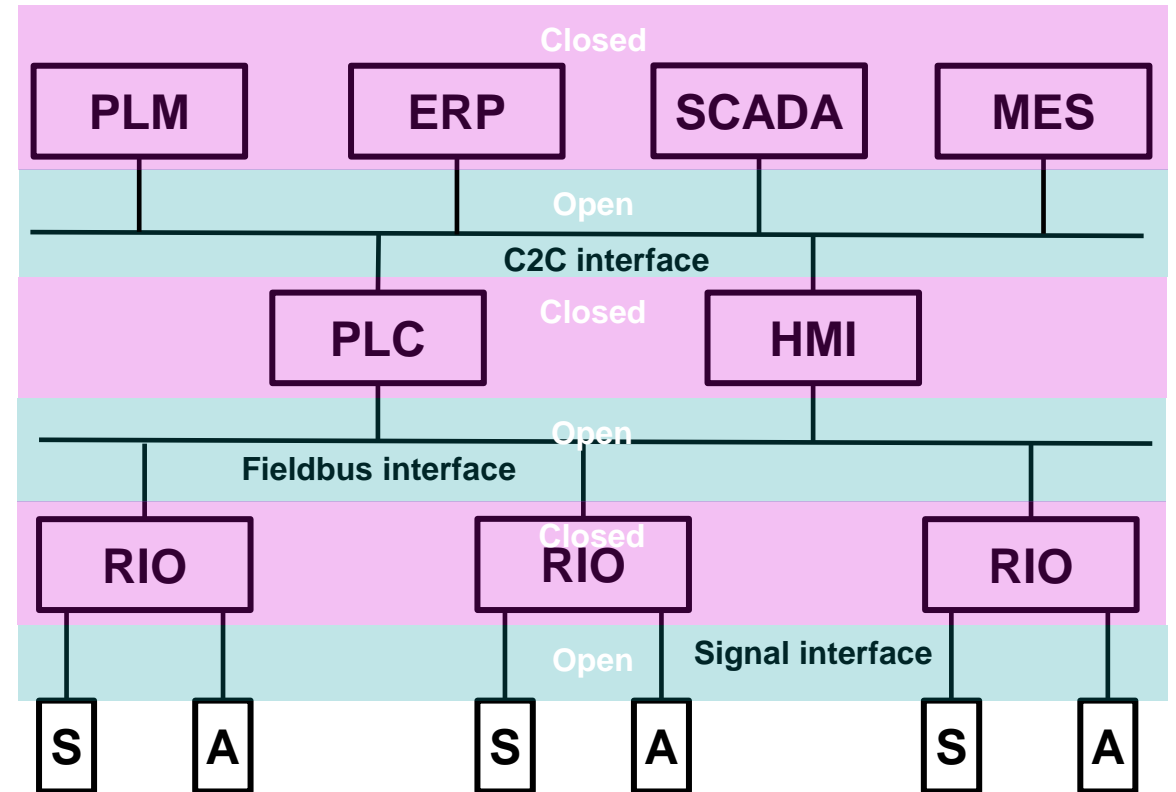 Closed
PLM ERP SCADA MES
Open
C2C interface
Closed
PLC HMI
Open
Fieldbus interface
Closed
RIO RIO RIO
Signal interface
Open
S A S A S A